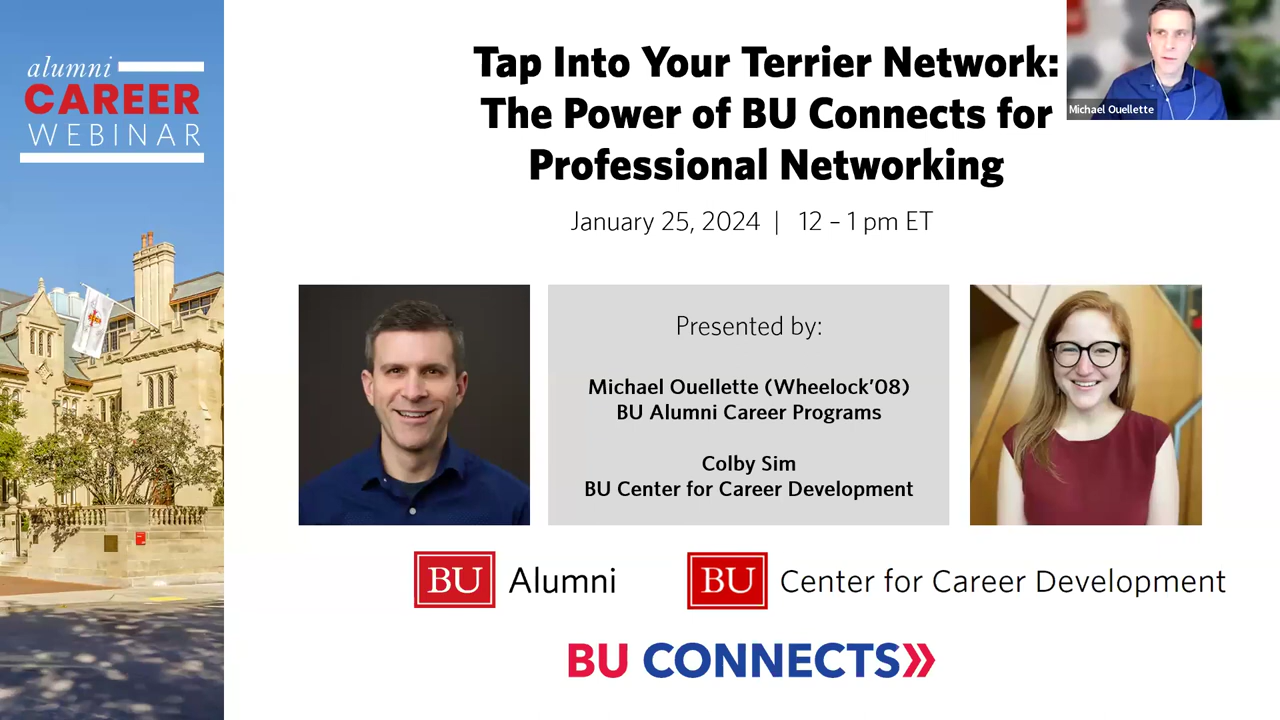 alumni
CAREER
WEBINAR
Tap Into Your Terrier Network:
The Power of BU Connects for
Professional Networking
January 25, 2024 | 12 – 1 pm ET
Michael Ouellette
Presented by:
Michael Ouellette (Wheelock’08)
BU Alumni Career Programs
Colby Sim
BU Center for Career Development
BU Alumni
BU Center for Career Development
BU CONNECTS»